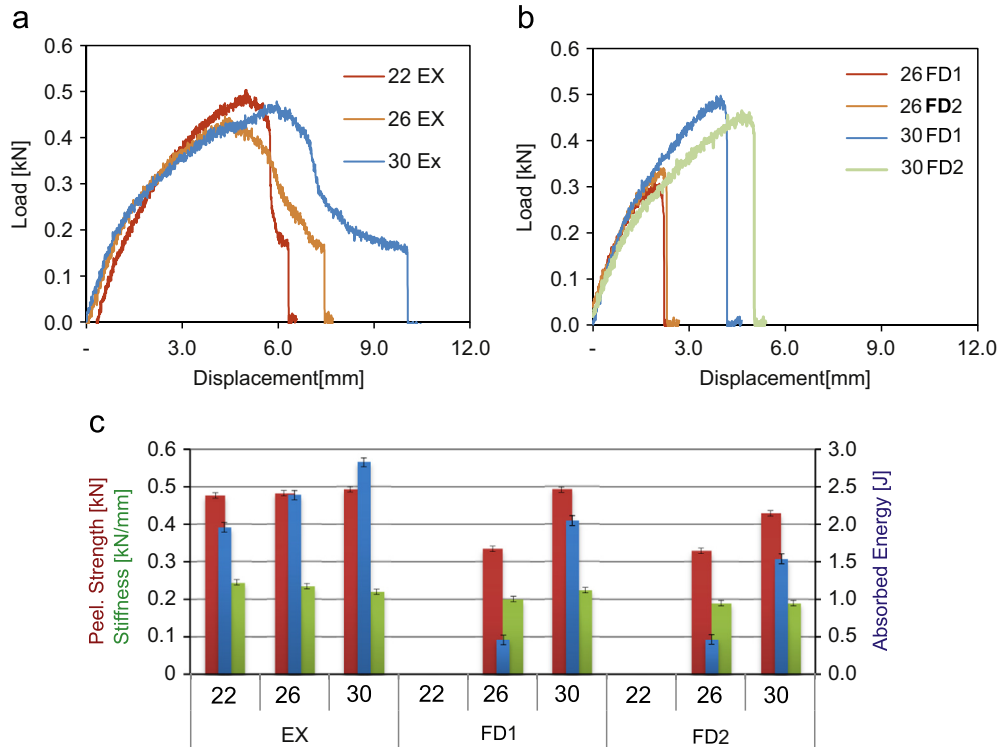 a
0.6
0.5
0.4
0.3
0.2
0.1
0.0
Load [kN]
-
3.0
6.0
9.0
12.0
Displacement[mm]
22 EX
26 EX
30 Ex
b
0.6
0.5
0.4
0.3
0.2
0.1
0.0
Load [kN]
-
3.0
6.0
9.0
12.0
Displacement[mm]
26 FD1
26 FD2
30 FD1
30 FD2
c
Peel. Strength [kN]
Stiffness [kN/mm]
0.6
0.5
0.4
0.3
0.2
0.1
0
3.0
2.5
2.0
1.5
1.0
0.5
0.0
Absorbed Energy [J]
22 26 30 22 26 30 22 26 30
EX FD1 FD2